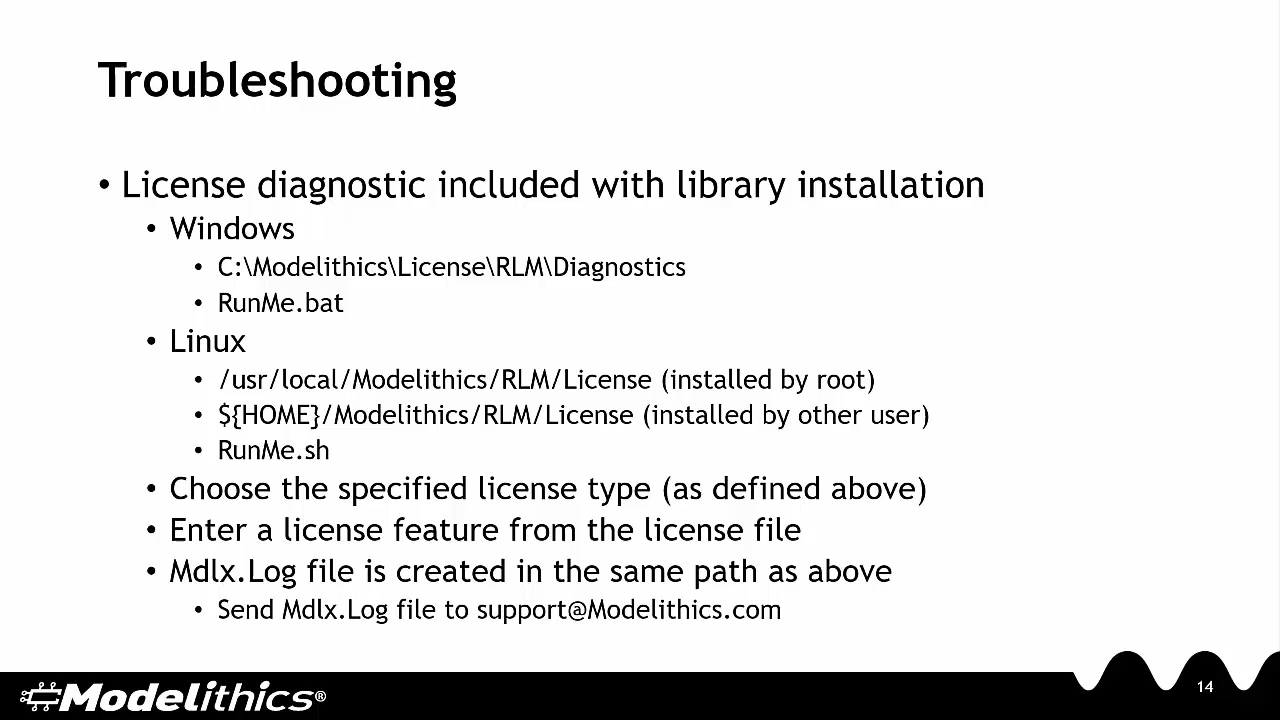 Troubleshooting
• License diagnostic included with library installation
• Windows
• C:\Modelithics\License\RLM\Diagnostics
• RunMe.bat
• Linux
• /usr/local/Modelithics/RLM/License (installed by root)
• ${HOME}/Modelithics/RLM/License (installed by other user)
• RunMe.sh
• Choose the specified license type (as defined above)
• Enter a license feature from the license file
• Mdlx.Log file is created in the same path as above
• Send Mdlx.Log file to support@Modelithics.com
Modelithics®
14